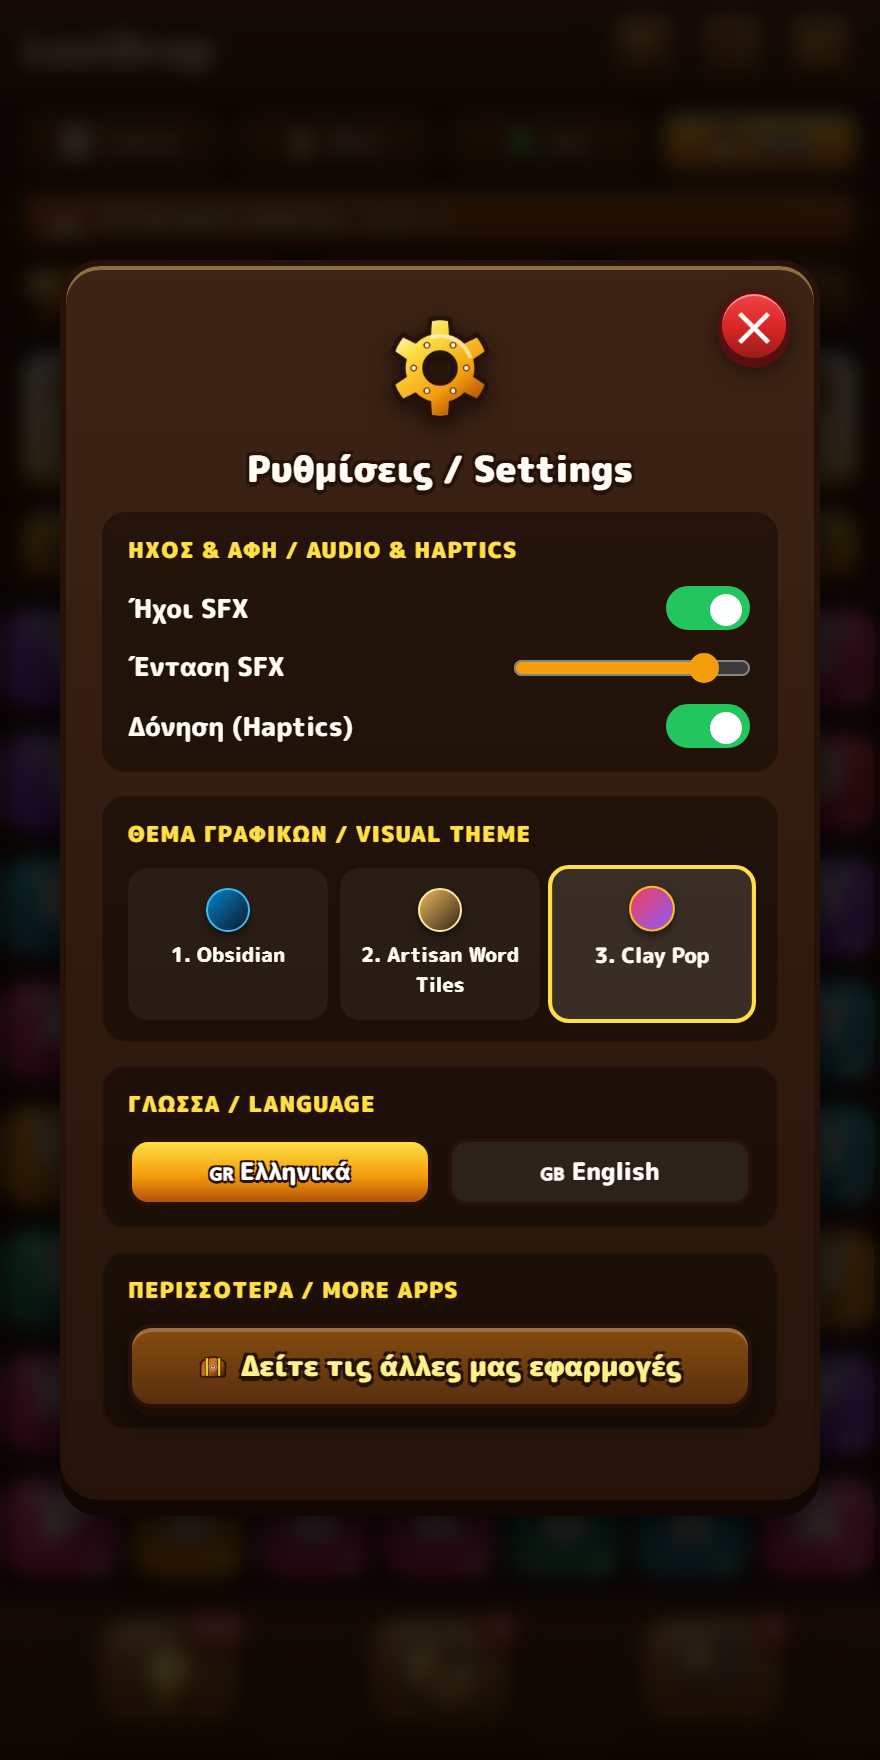 Ρυθμίσεις / Settings
ΗΧΟΣ & ΑΦΗ / AUDIO & HAPTICS
Ήχοι SFX
Ένταση SFX
Δόνηση (Haptics)
ΘΕΜΑ ΓΡΑΦΙΚΩΝ / VISUAL THEME
1. Obsidian
2. Artisan Word
Tiles
3. Clay Pop
ΓΛΩΣΣΑ / LANGUAGE
GR Ελληνικά
GB English
ΠΕΡΙΣΣΟΤΕΡΑ / MORE APPS
Δείτε τις άλλες μας εφαρμογές